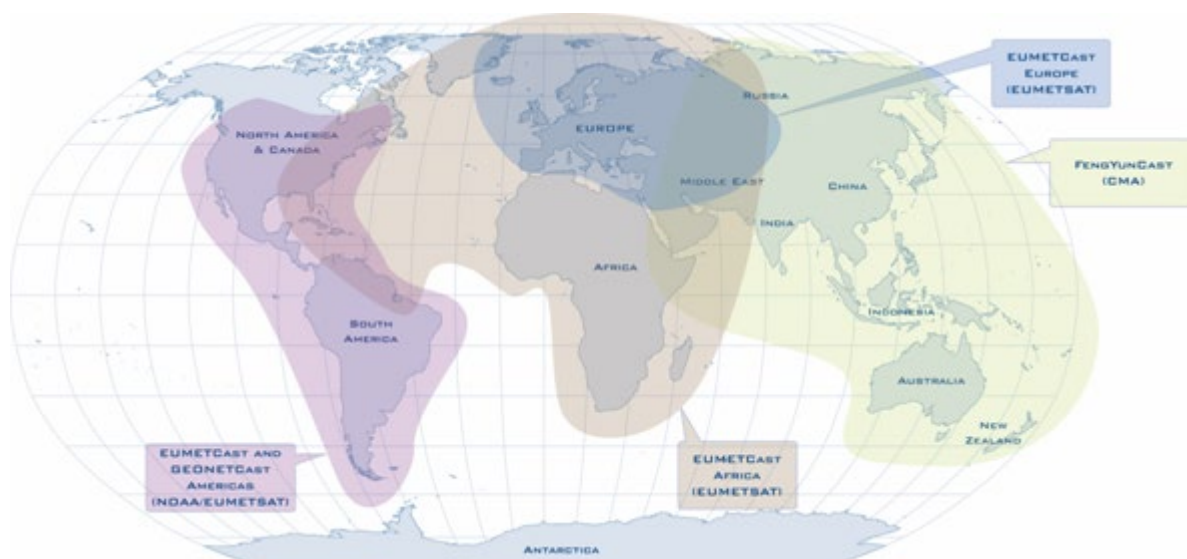 EUMETCast
Europe
(EUMETSAT)
Russia
North America
& Canada
Europe
FengYunCast
(CMA)
Middle East
China
India
Africa
Indonesia
South
America
Australia
New
Zealand
EUMETCast and
GEONETCast
Americas
(NOAA/EUMETSAT)
EUMETCast
Africa
(EUMETSAT)
Antarctica